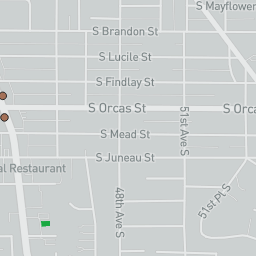 S Mayflower
S Brandon St
S Lucile St
S Findlay St
S Orcas St
S Orca
S Mead St
S Juneau St
al Restaurant
48th Ave S
51st Ave S
51st Pl S